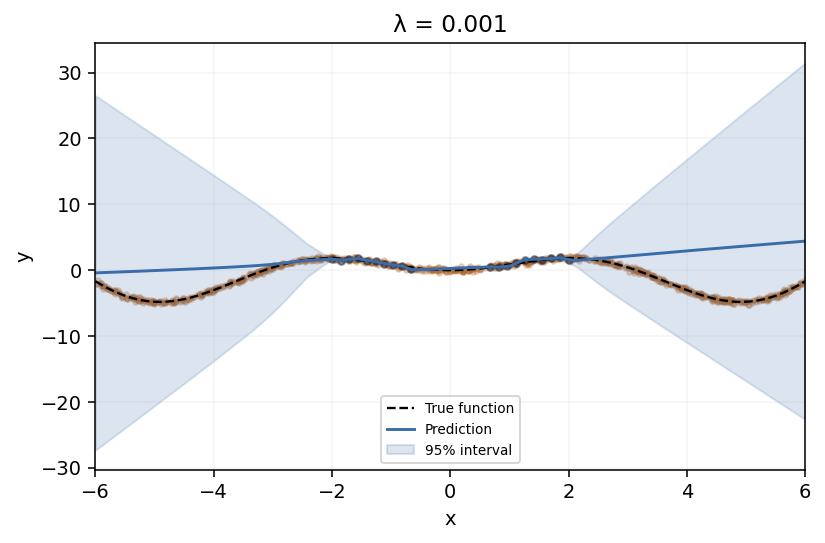 λ = 0.001
30
20
10
0
−10
−20
−30
y
True function
Prediction
95% interval
−6
−4
−2
0
2
4
6
x